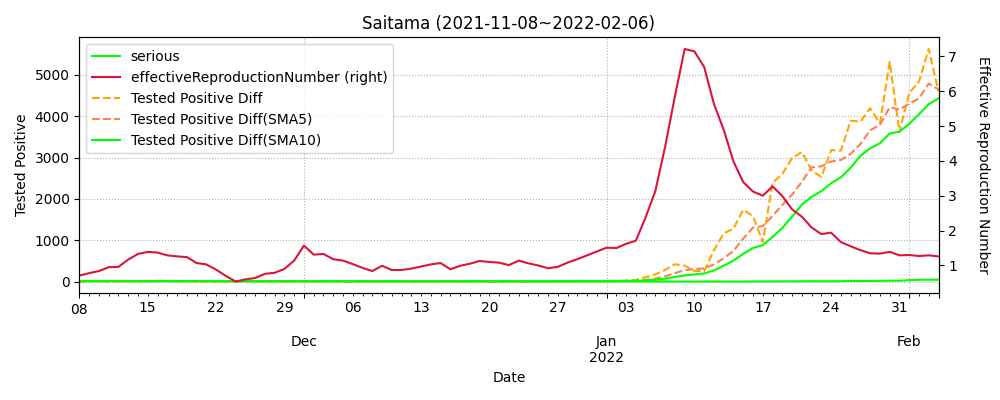 Saitama (2021-11-08~2022-02-06)
serious
effectiveReproductionNumber (right)
Tested Positive Diff
Tested Positive Diff(SMA5)
Tested Positive Diff(SMA10)
Tested Positive
5000
4000
3000
2000
1000
0
7
6
5
4
3
2
1
Effective Reproduction Number
08 15 22 29 06 13 20 27 03 10 17 24 31
Dec Jan Feb
2022
Date